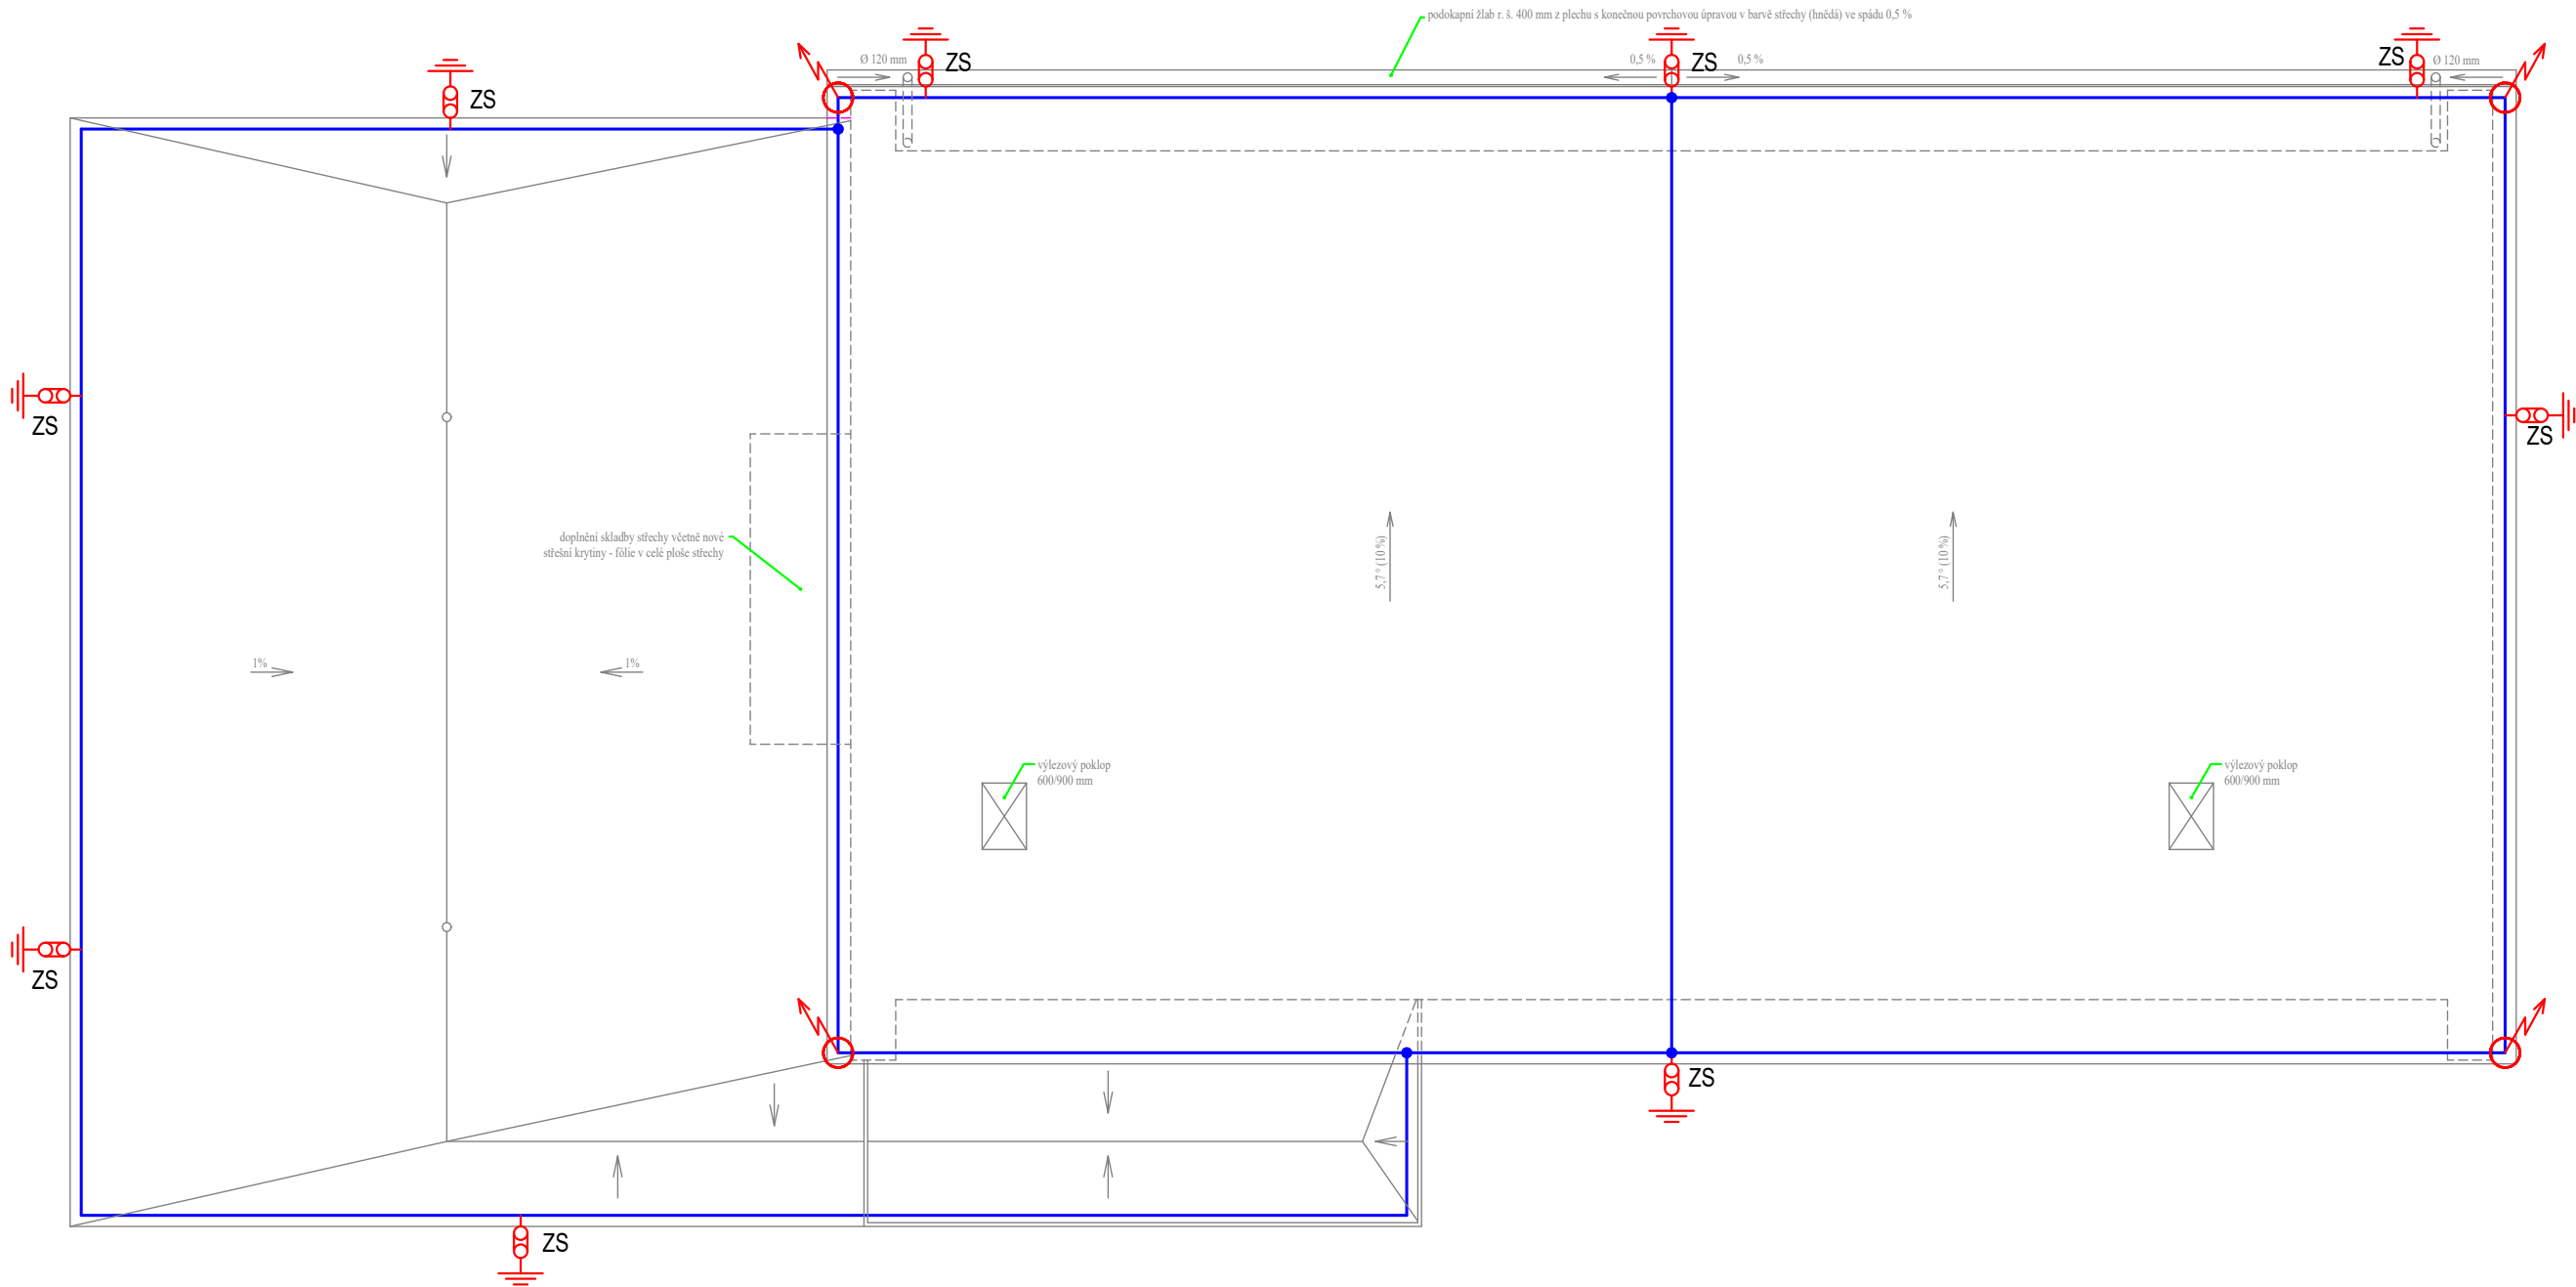 podokapní žlab r. š. 400 mm z plechu s konečnou povrchovou úpravou v barvě střechy (hnědá) ve spádu 0,5 %
Ø 120 mm
ZS
0,5 %
ZS
0,5 %
ZS
Ø 120 mm
ZS
ZS
ZS
doplnění skladby střechy včetně nové
střešní krytiny - fólie v celé ploše střechy
5,7 ° (10 %)
5,7 ° (10 %)
1%
1%
výlezový poklop
600/900 mm
výlezový poklop
600/900 mm
ZS
ZS
ZS